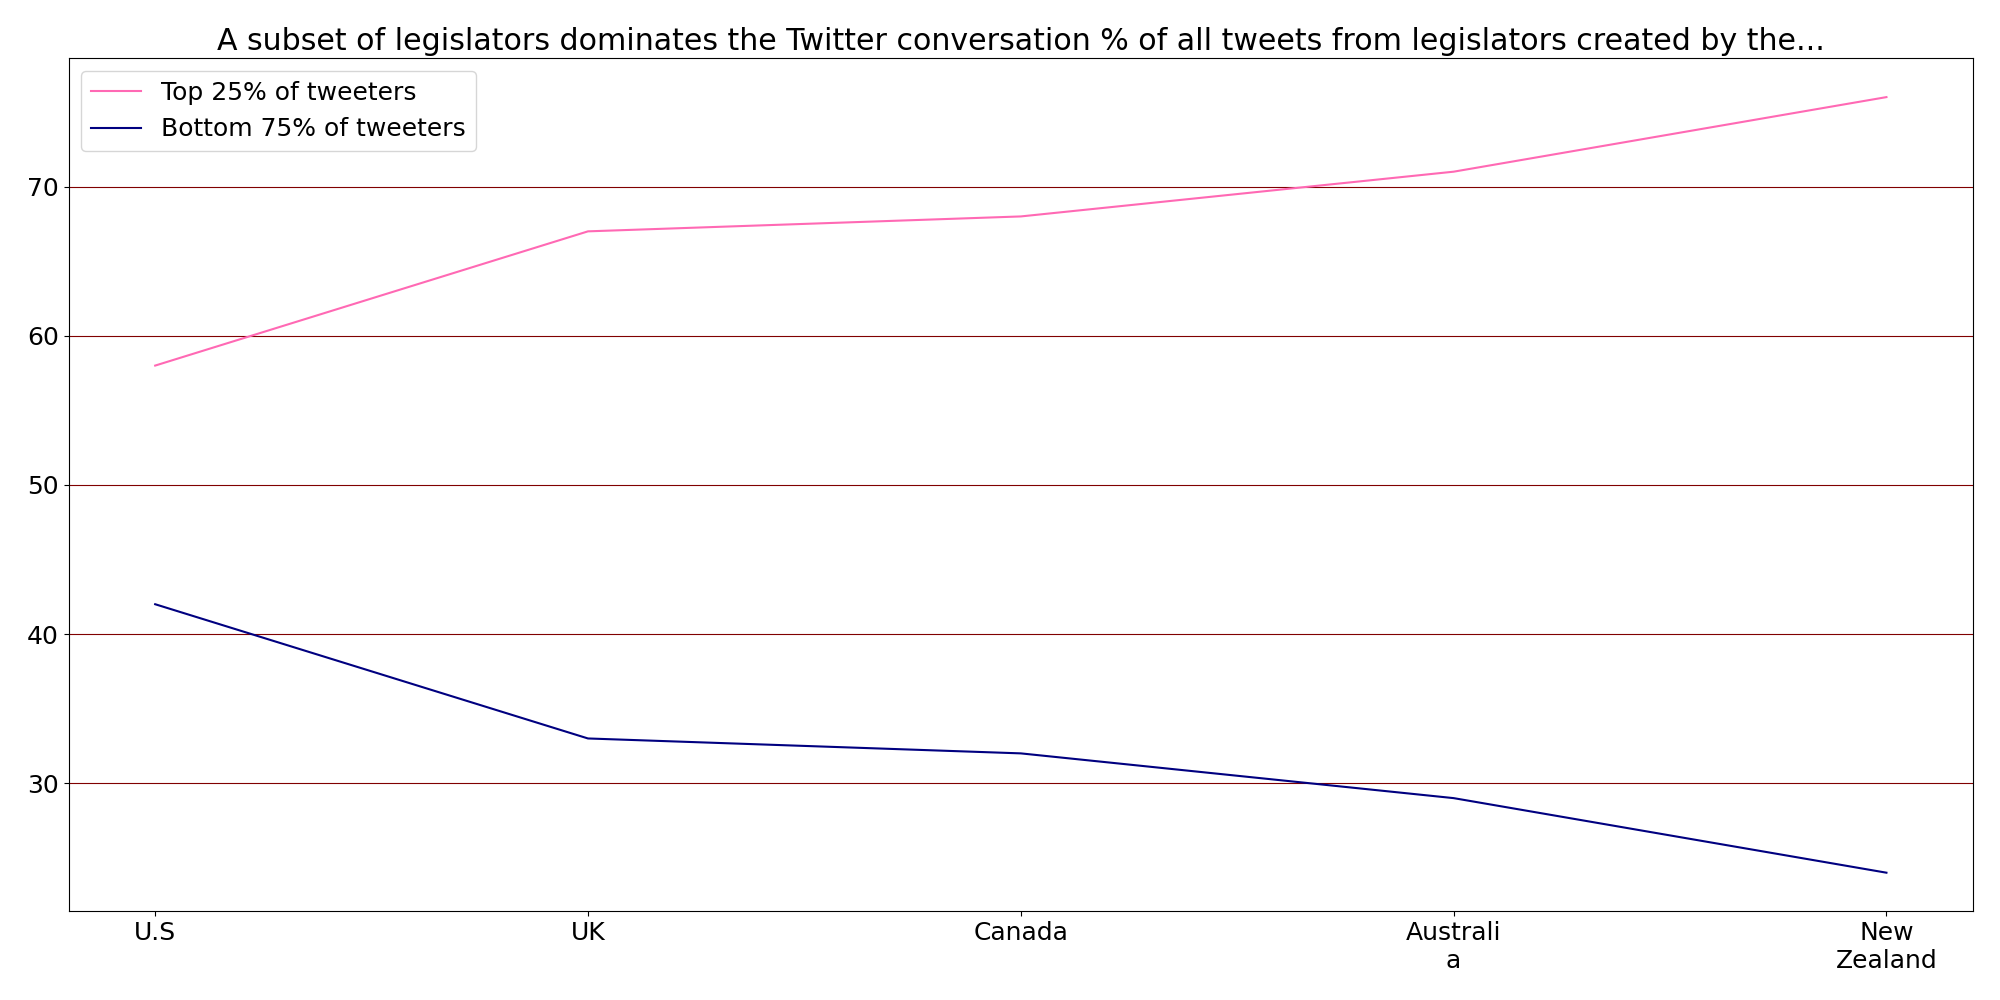 A subset of legislators dominates the Twitter conversation % of all tweets from legislators created by the...
Top 25% of tweeters
Bottom 75% of tweeters
70
60
50
40
30
U.S
UK
Canada
Australi
a
New
Zealand